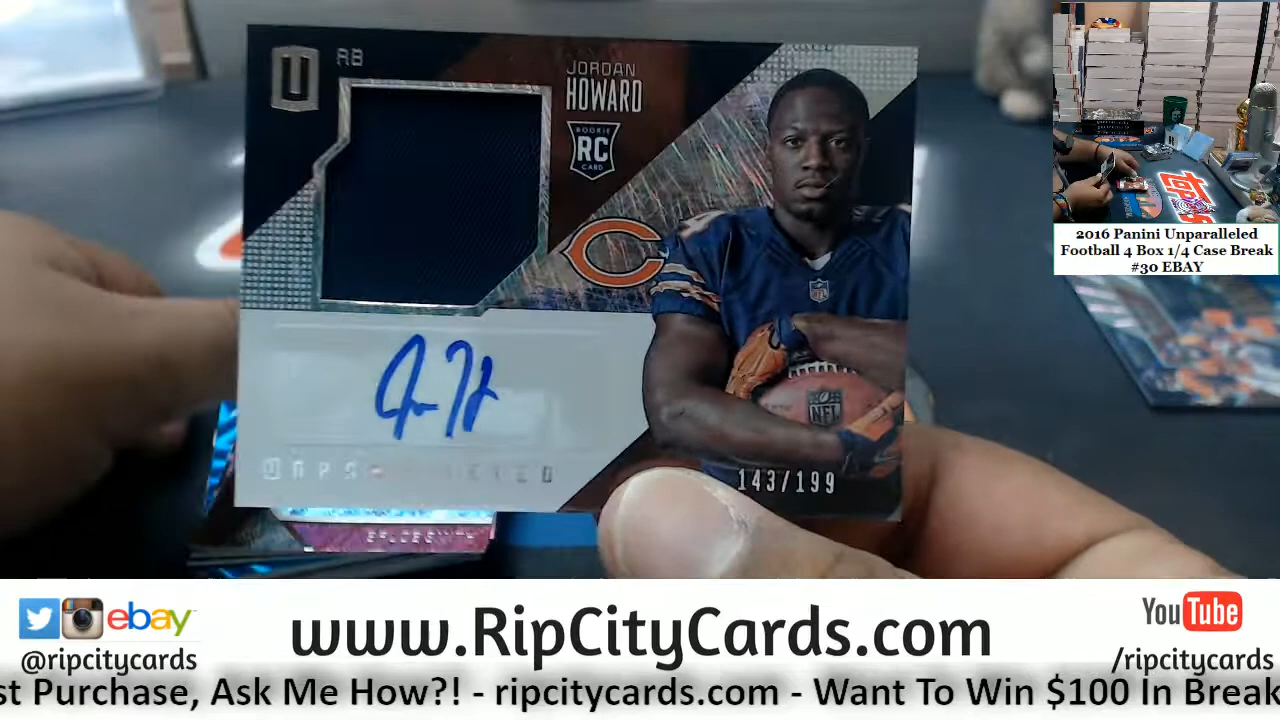 U RB
JORDAN
HOWARD
ROOKIE
RC
CARD
NFL
143/199
2016 Panini Unparalleled
Football 4 Box 1/4 Case Break
#30 EBAY
ebay
@ripcitycards
www.RipCityCards.com
YouTube
/ripcitycards
st Purchase, Ask Me How?! - ripcitycards.com - Want To Win $100 In Break